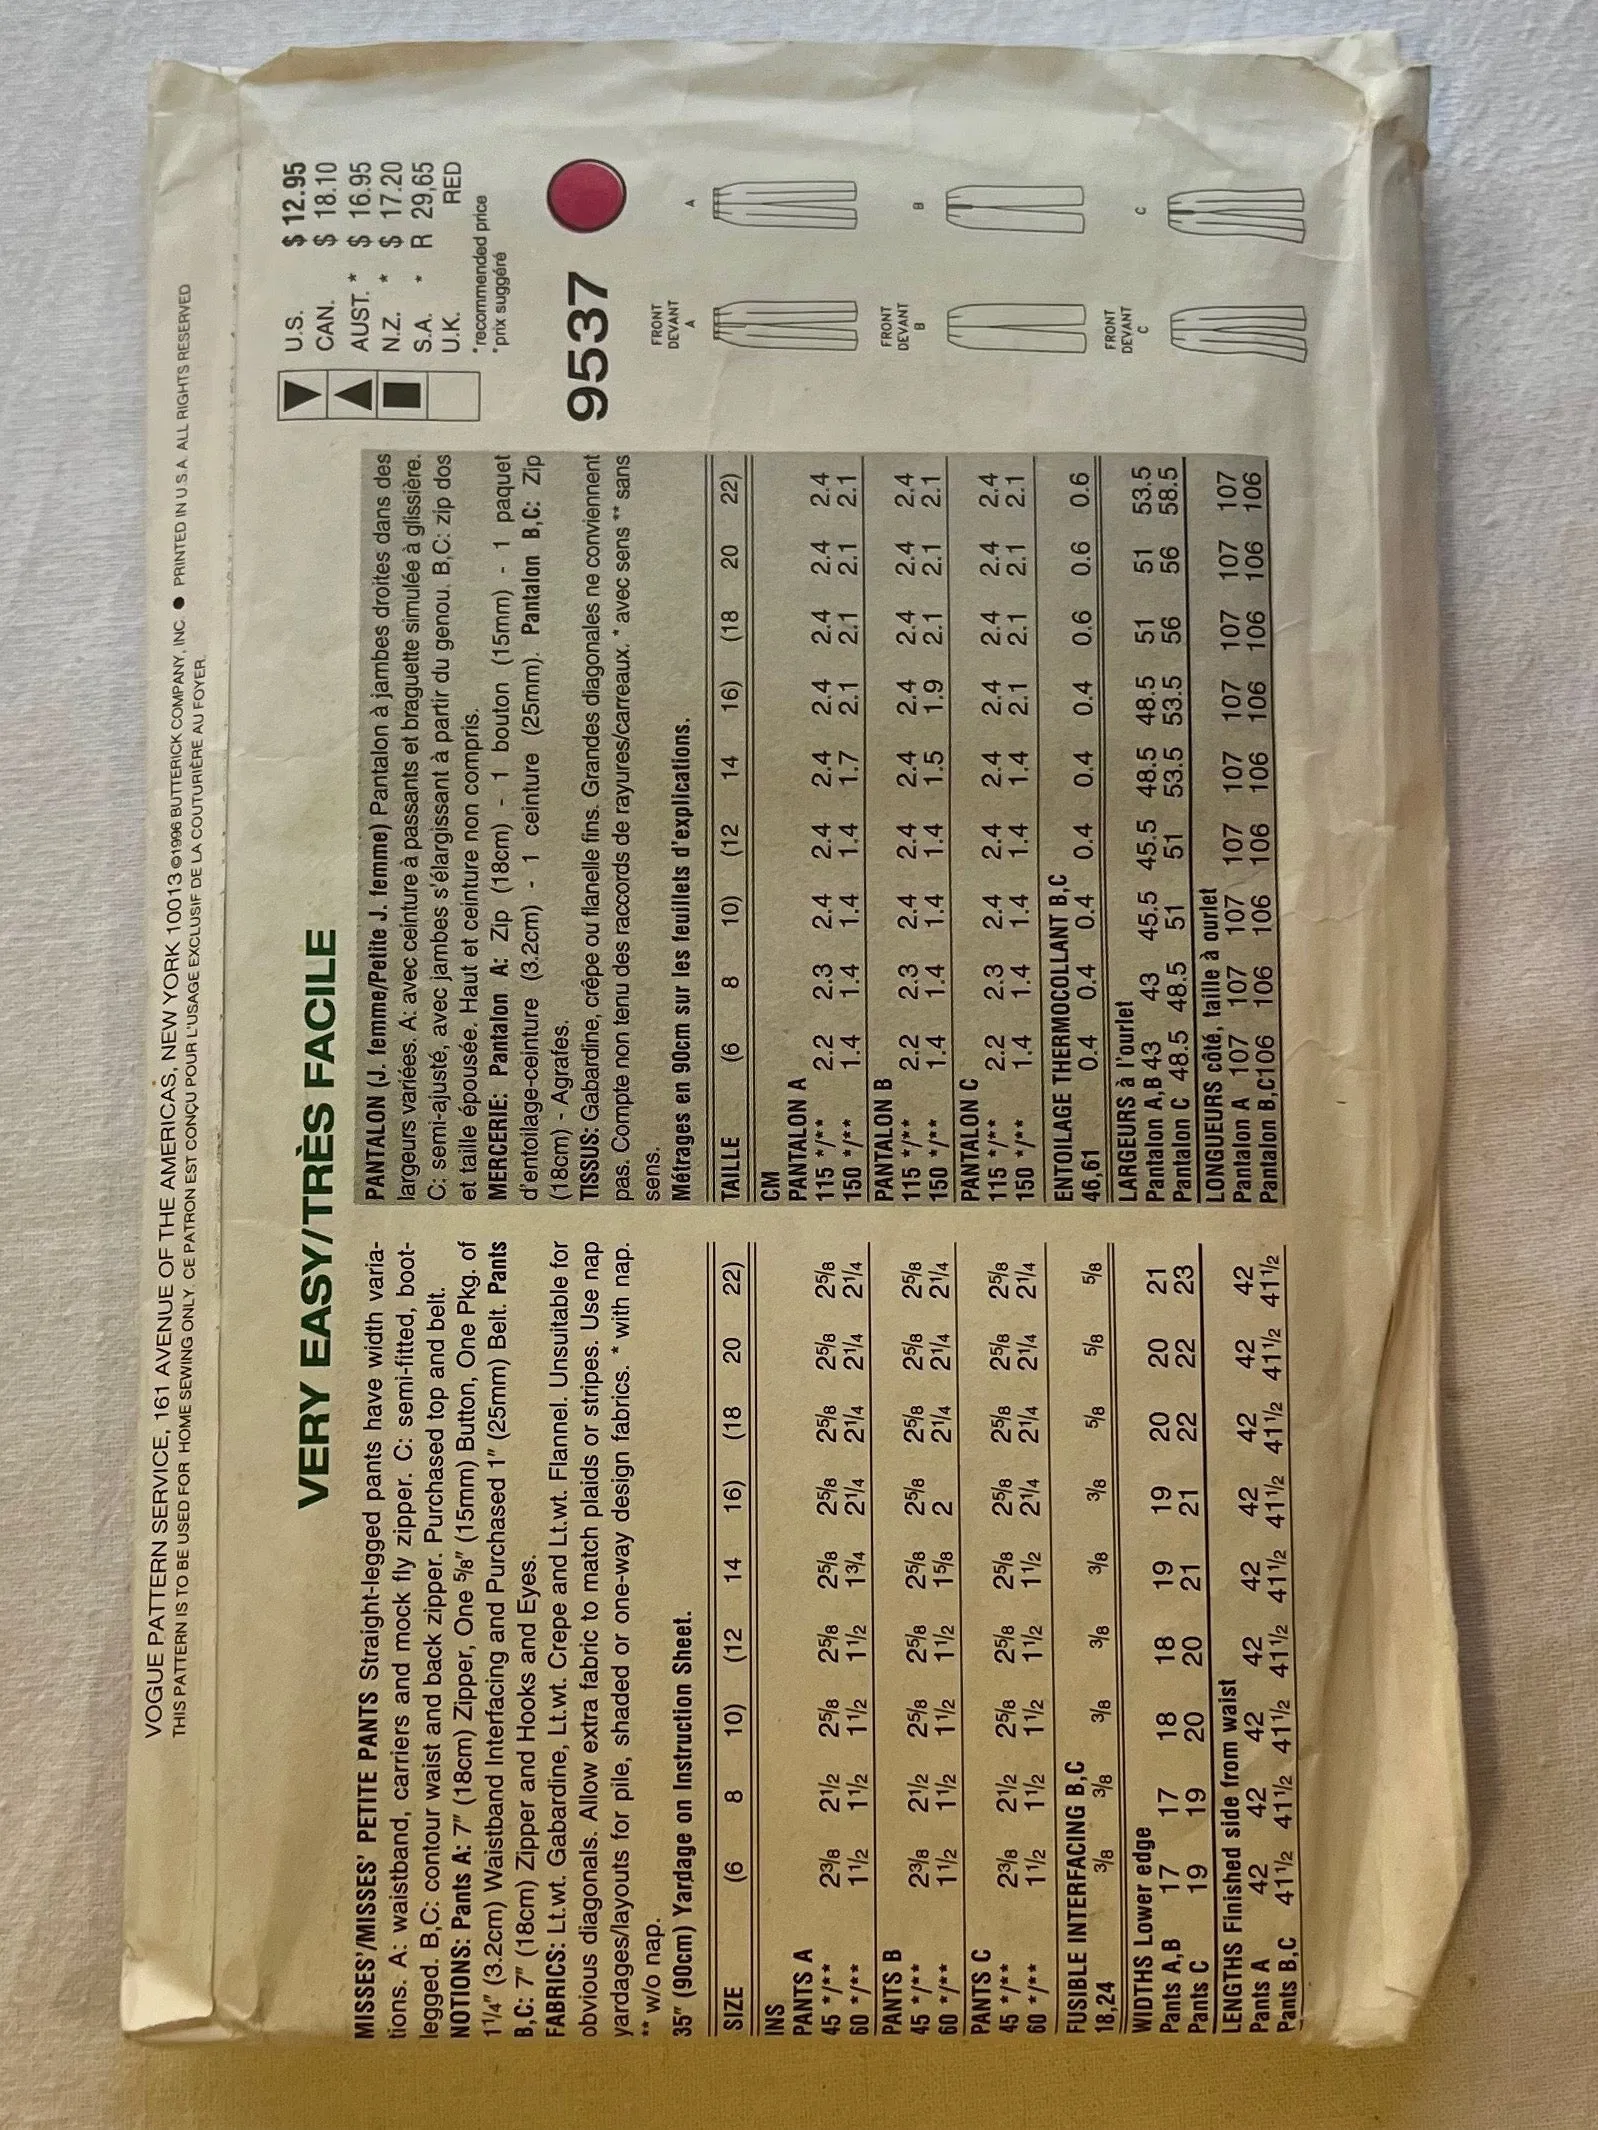 VOGUE PATTERN SERVICE, 161 AVENUE OF THE AMERICAS, NEW YORK 10013 ©1996 BUTTERICK COMPANY, INC. ● PRINTED IN U.S.A. ALL RIGHTS RESERVED
THIS PATTERN IS TO BE USED FOR HOME SEWING ONLY. CE PATRON EST CONÇU POUR L'USAGE EXCLUSIF DE LA COUTURIÈRE AU FOYER.
VERY EASY/TRÈS FACILE
MISSES'/MISSES' PETITE PANTS Straight-legged pants have width varia-
tions. A: waistband, carriers and mock fly zipper. C: semi-fitted, boot-
legged. B,C: contour waist and back zipper. Purchased top and belt.
NOTIONS: Pants A: 7" (18cm) Zipper, One 5/8" (15mm) Button, One Pkg. of
1 1/4" (3.2cm) Waistband Interfacing and Purchased 1" (25mm) Belt. Pants
B,C: 7" (18cm) Zipper and Hooks and Eyes.
FABRICS: Lt.wt. Gabardine, Lt.wt. Crepe and Lt.wt. Flannel. Unsuitable for
obvious diagonals. Allow extra fabric to match plaids or stripes. Use nap
yardages/layouts for pile, shaded or one-way design fabrics. * with nap.
** w/o nap.
35" (90cm) Yardage on Instruction Sheet.
SIZE (6 8 10) (12 14 16) (18 20 22)
INS
PANTS A
45 */** 2 3/8 2 1/2 2 5/8 2 5/8 2 5/8 2 5/8 2 5/8 2 5/8 2 5/8
60 */** 1 1/2 1 1/2 1 1/2 1 1/2 1 3/4 2 1/4 2 1/4 2 1/4 2 1/4
PANTS B
45 */** 2 3/8 2 1/2 2 5/8 2 5/8 2 5/8 2 5/8 2 5/8 2 5/8 2 5/8
60 */** 1 1/2 1 1/2 1 1/2 1 1/2 1 5/8 2 2 1/4 2 1/4 2 1/4
PANTS C
45 */** 2 3/8 2 1/2 2 5/8 2 5/8 2 5/8 2 5/8 2 5/8 2 5/8 2 5/8
60 */** 1 1/2 1 1/2 1 1/2 1 1/2 1 1/2 2 1/4 2 1/4 2 1/4 2 1/4
FUSIBLE INTERFACING B,C
18,24 3/8 3/8 3/8 3/8 3/8 3/8 5/8 5/8 5/8
WIDTHS Lower edge
Pants A,B 17 17 18 18 19 19 20 20 21
Pants C 19 19 20 20 21 21 22 22 23
LENGTHS Finished side from waist
Pants A 42 42 42 42 42 42 42 42 42
Pants B,C 41 1/2 41 1/2 41 1/2 41 1/2 41 1/2 41 1/2 41 1/2 41 1/2 41 1/2
PANTALON (J. femme/Petite J. femme) Pantalon à jambes droites dans des
largeurs variées. A: avec ceinture à passants et braguette simulée à glissière.
C: semi-ajusté, avec jambes s'élargissant à partir du genou. B,C: zip dos
et taille épousée. Haut et ceinture non compris.
MERCERIE: Pantalon A: Zip (18cm) - 1 bouton (15mm) - 1 paquet
d'entoilage-ceinture (3.2cm) - 1 ceinture (25mm). Pantalon B,C: Zip
(18cm) - Agrafes.
TISSUS: Gabardine, crêpe ou flanelle fins. Grandes diagonales ne conviennent
pas. Compte non tenu des raccords de rayures/carreaux. * avec sens ** sans
sens.
Métrages en 90cm sur les feuillets d'explications.
TAILLE (6 8 10) (12 14 16) (18 20 22)
CM
PANTALON A
115 */** 2.2 2.3 2.4 2.4 2.4 2.4 2.4 2.4 2.4
150 */** 1.4 1.4 1.4 1.4 1.7 2.1 2.1 2.1 2.1
PANTALON B
115 */** 2.2 2.3 2.4 2.4 2.4 2.4 2.4 2.4 2.4
150 */** 1.4 1.4 1.4 1.4 1.5 1.9 2.1 2.1 2.1
PANTALON C
115 */** 2.2 2.3 2.4 2.4 2.4 2.4 2.4 2.4 2.4
150 */** 1.4 1.4 1.4 1.4 1.4 2.1 2.1 2.1 2.1
ENTOILAGE THERMOCOLLANT B,C
46,61 0.4 0.4 0.4 0.4 0.4 0.4 0.6 0.6 0.6
LARGEURS à l'ourlet
Pantalon A,B 43 43 45.5 45.5 48.5 48.5 51 51 53.5
Pantalon C 48.5 48.5 51 51 53.5 53.5 56 56 58.5
LONGUEURS côté, taille à ourlet
Pantalon A 107 107 107 107 107 107 107 107 107
Pantalon B,C106 106 106 106 106 106 106 106 106
U.S. $ 12.95
CAN. $ 18.10
AUST. * $ 16.95
N.Z. * $ 17.20
S.A. * R 29,65
U.K. RED
*recommended price
*prix suggéré
9537
FRONT
DEVANT
A A
FRONT
DEVANT
B B
FRONT
DEVANT
C C